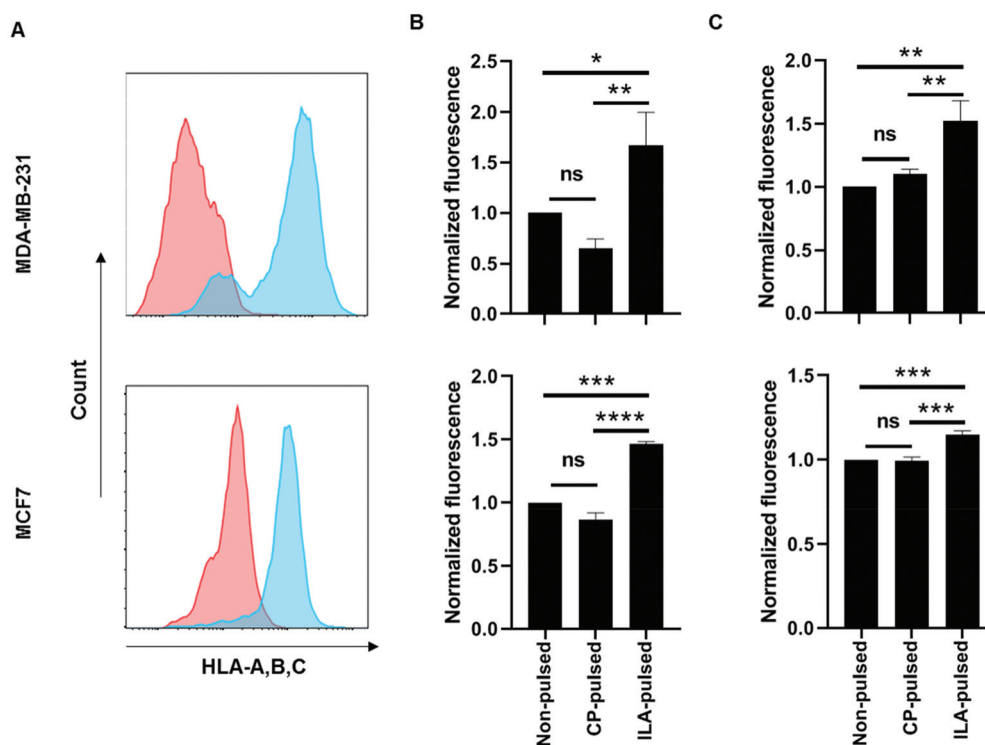 A
MDA-MB-231
Count
MCF7
HLA-A,B,C
B
Normalized fluorescence
2.5
2.0
1.5
1.0
0.5
0.0
*
**
ns
Normalized fluorescence
2.0
1.5
1.0
0.5
0.0
***
****
ns
Non-pulsed
CP-pulsed
ILA-pulsed
C
Normalized fluorescence
2.0
1.5
1.0
0.5
0.0
**
**
ns
Normalized fluorescence
1.5
1.0
0.5
0.0
***
ns
***
Non-pulsed
CP-pulsed
ILA-pulsed